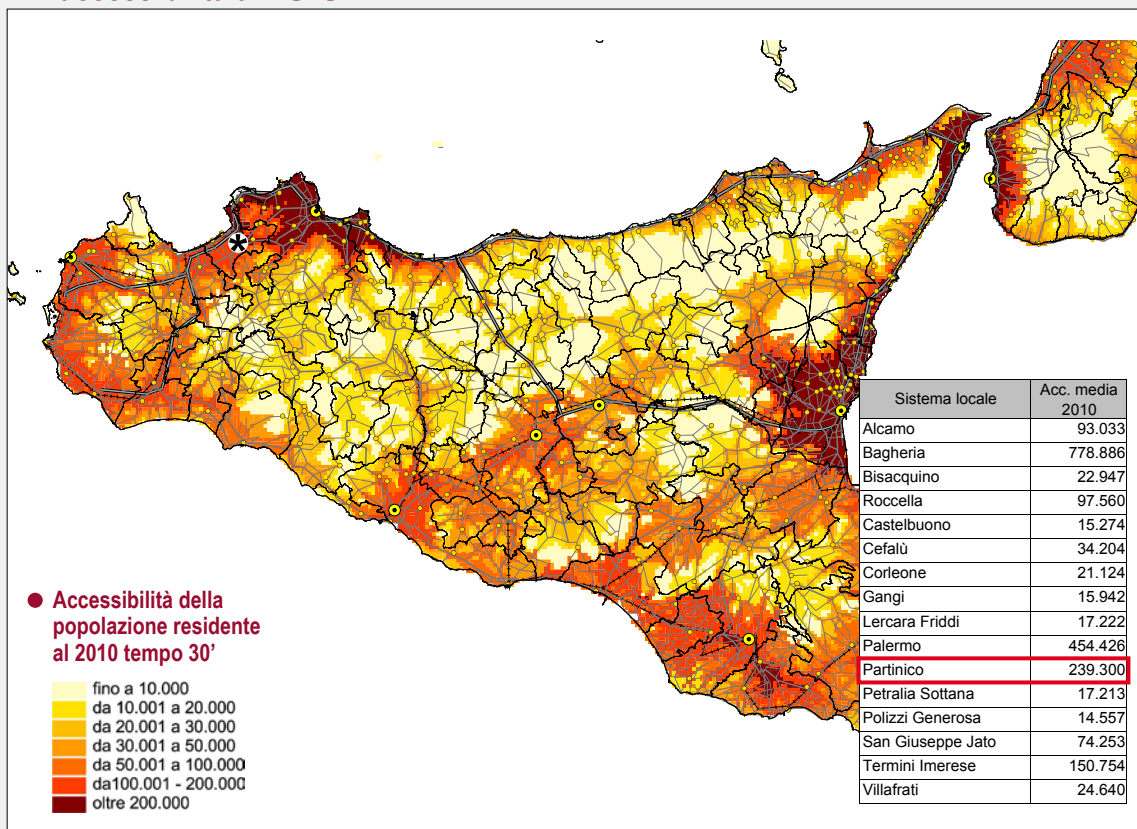 Sistema locale Acc. media 2010
Alcamo 93.033
Bagheria 778.886
Bisacquino 22.947
Roccella 97.560
Castelbuono 15.274
Cefalù 34.204
Corleone 21.124
Gangi 15.942
Lercara Friddi 17.222
Palermo 454.426
Partinico 239.300
Petralia Sottana 17.213
Polizzi Generosa 14.557
San Giuseppe Jato 74.253
Termini Imerese 150.754
Villafrati 24.640
● Accessibilità della
popolazione residente
al 2010 tempo 30'
fino a 10.000
da 10.001 a 20.000
da 20.001 a 30.000
da 30.001 a 50.000
da 50.001 a 100.000
da100.001 - 200.000
oltre 200.000